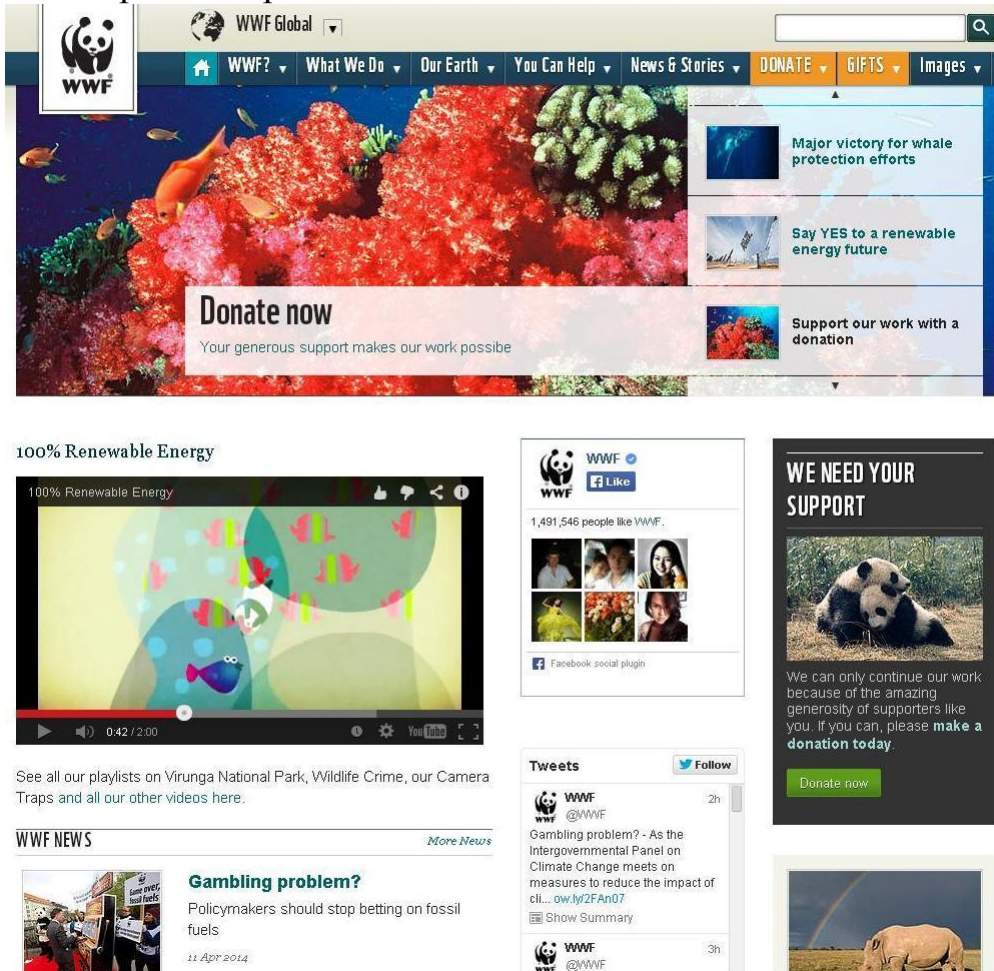 WWF
WWF Global
WWF?
What We Do
Our Earth
You Can Help
News & Stories
DONATE
GIFTS
Images
Major victory for whale
protection efforts
Say YES to a renewable
energy future
Donate now
Your generous support makes our work possibe
Support our work with a
donation
100% Renewable Energy
100% Renewable Energy
0:42 / 2:00
YouTube
See all our playlists on Virunga National Park, Wildlife Crime, our Camera
Traps and all our other videos here.
WWF NEWS
More News
Game over,
fossil fuels
Gambling problem?
Policymakers should stop betting on fossil
fuels
11 Apr 2014
WWF
WWF
Like
1,491,546 people like WWF.
Facebook social plugin
Tweets
Follow
WWF
WWF
2h
@WWF
Gambling problem? - As the
Intergovernmental Panel on
Climate Change meets on
measures to reduce the impact of
cli... ow.ly/2FAn07
Show Summary
WWF
WWF
3h
@WWF
WE NEED YOUR
SUPPORT
We can only continue our work
because of the amazing
generosity of supporters like
you. If you can, please make a
donation today.
Donate now